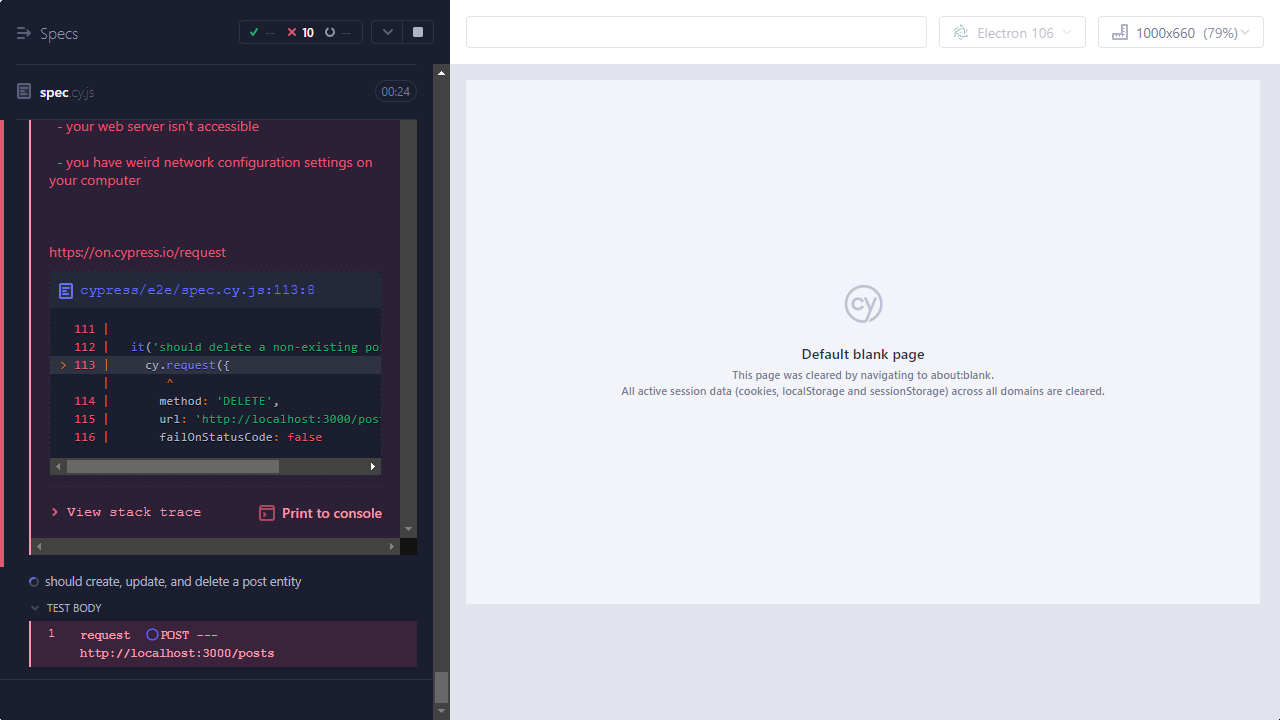 Specs
-- 10 --
spec.cy.js
00:24
- your web server isn't accessible
- you have weird network configuration settings on
your computer
https://on.cypress.io/request
cypress/e2e/spec.cy.js:113:8
111 |
112 | it('should delete a non-existing pos
> 113 | cy.request({
| ^
114 | method: 'DELETE',
115 | url: 'http://localhost:3000/post
116 | failOnStatusCode: false
> View stack trace
Print to console
should create, update, and delete a post entity
TEST BODY
1 request POST ---
http://localhost:3000/posts
Electron 106
1000x660 (79%)
cy
Default blank page
This page was cleared by navigating to about:blank.
All active session data (cookies, localStorage and sessionStorage) across all domains are cleared.